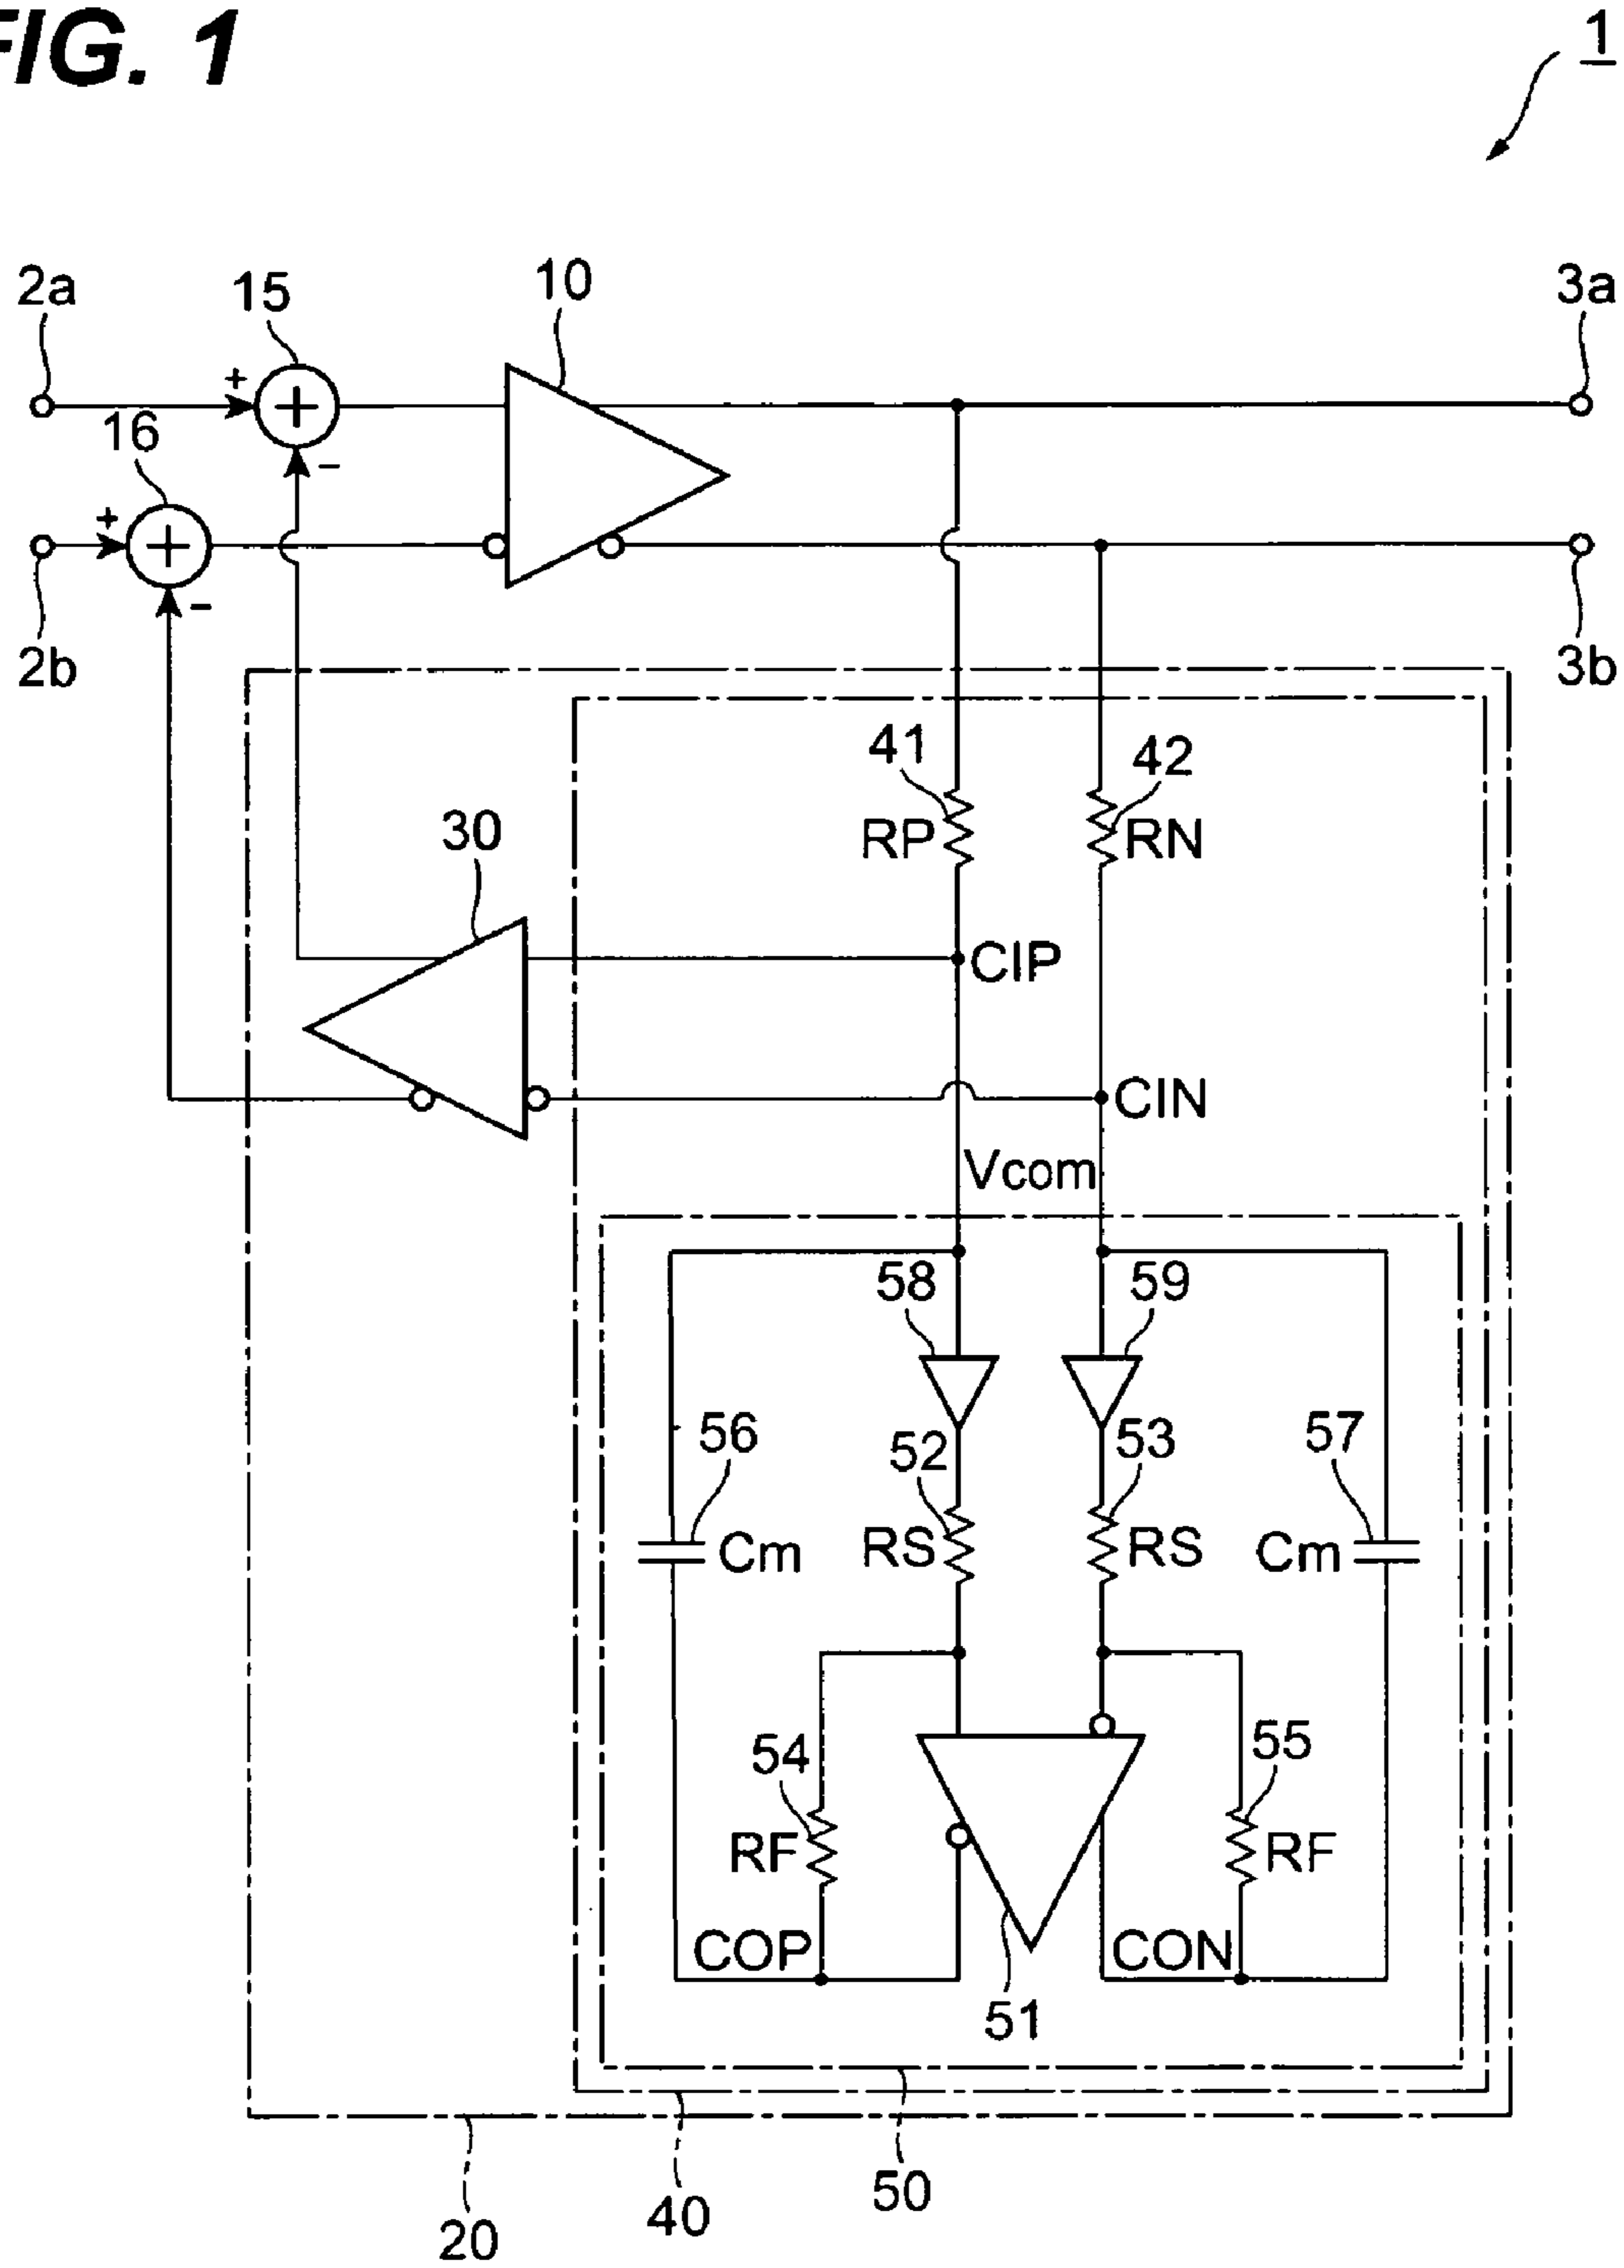 FIG. 1
1
2a
15
10
3a
+
+
-
16
+
+
-
2b
3b
41
42
RP
RN
30
CIP
CIN
Vcom
58
59
56
52
53
57
Cm
RS
RS
Cm
54
55
RF
RF
COP
CON
51
50
40
20